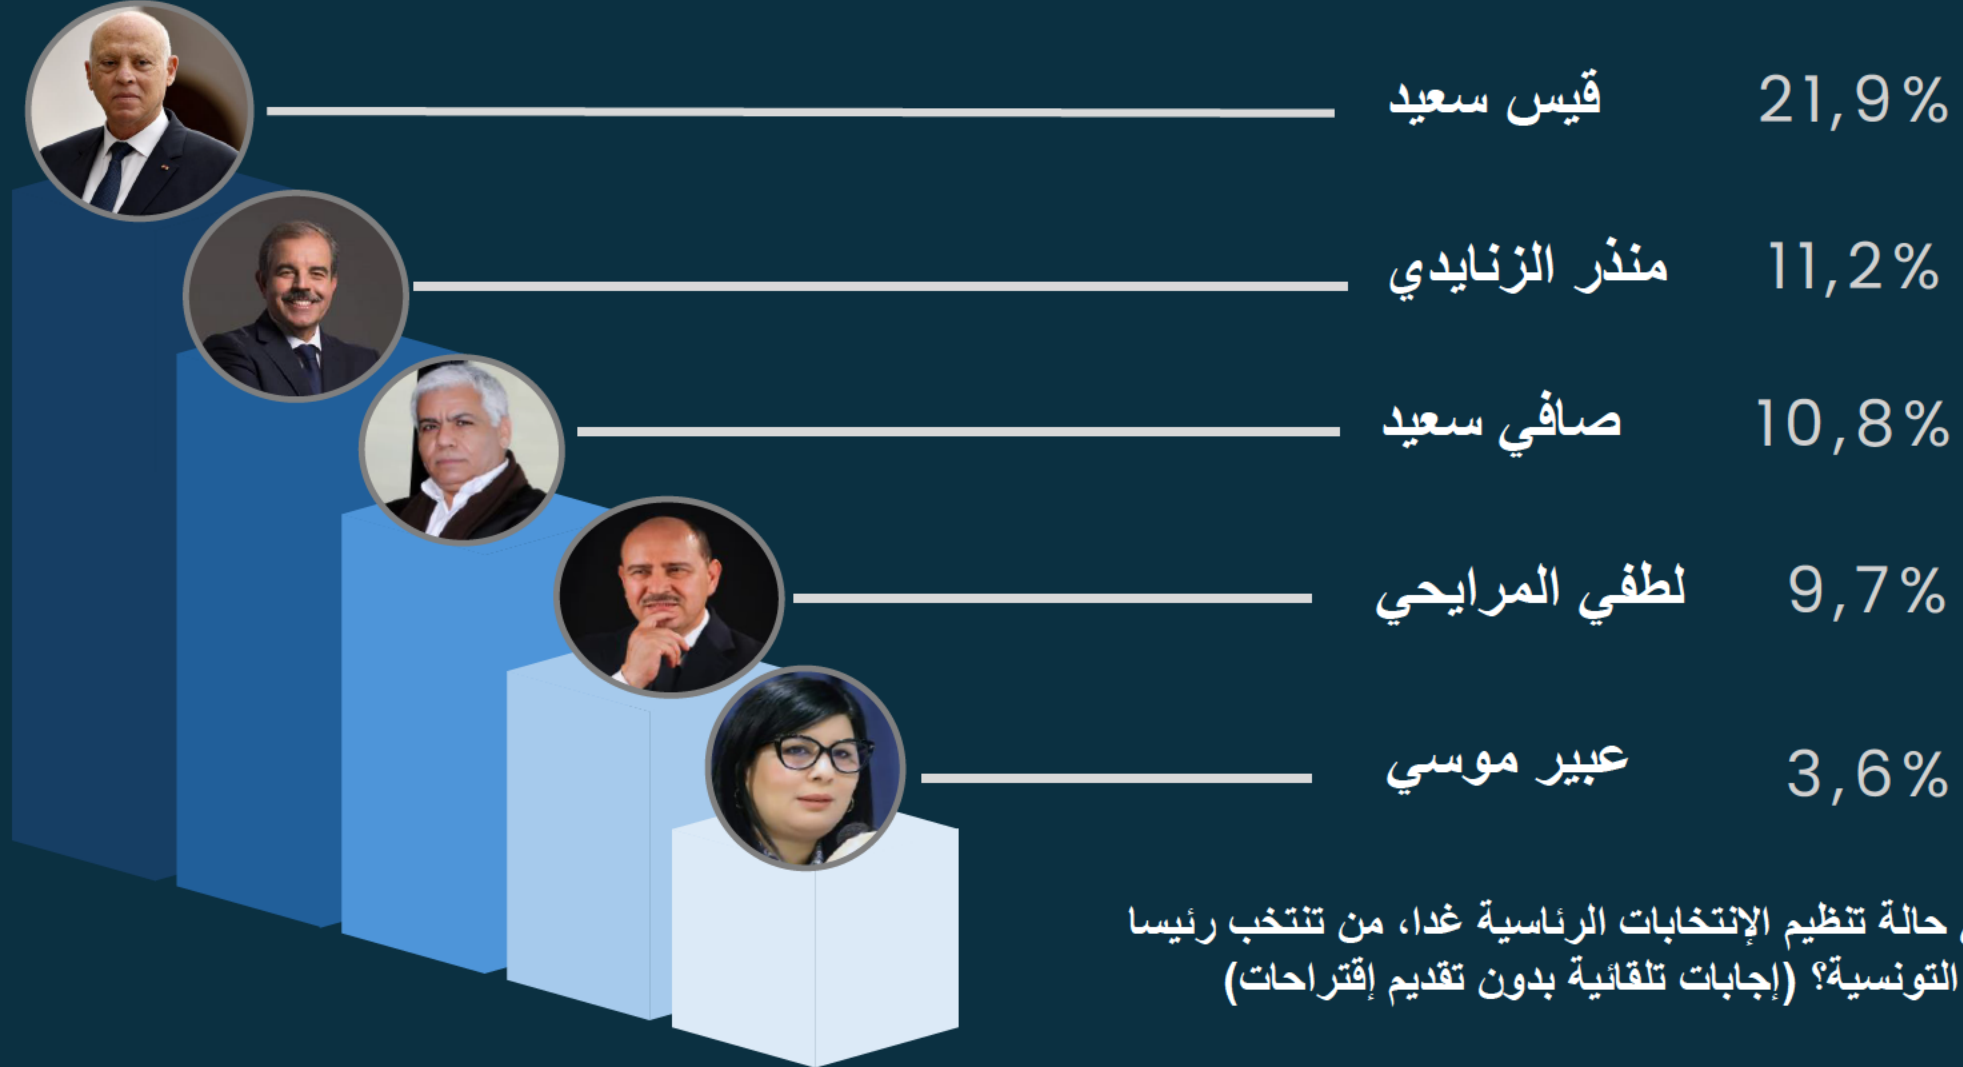 قيس سعيد 21,9%
منذر الزنايدي 11,2%
صافي سعيد 10,8%
لطفي المرايحي 9,7%
عبير موسي 3,6%
حالة تنظيم الإنتخابات الرئاسية غدا، من تنتخب رئيسا
التونسية؟ (إجابات تلقائية بدون تقديم إقتراحات)